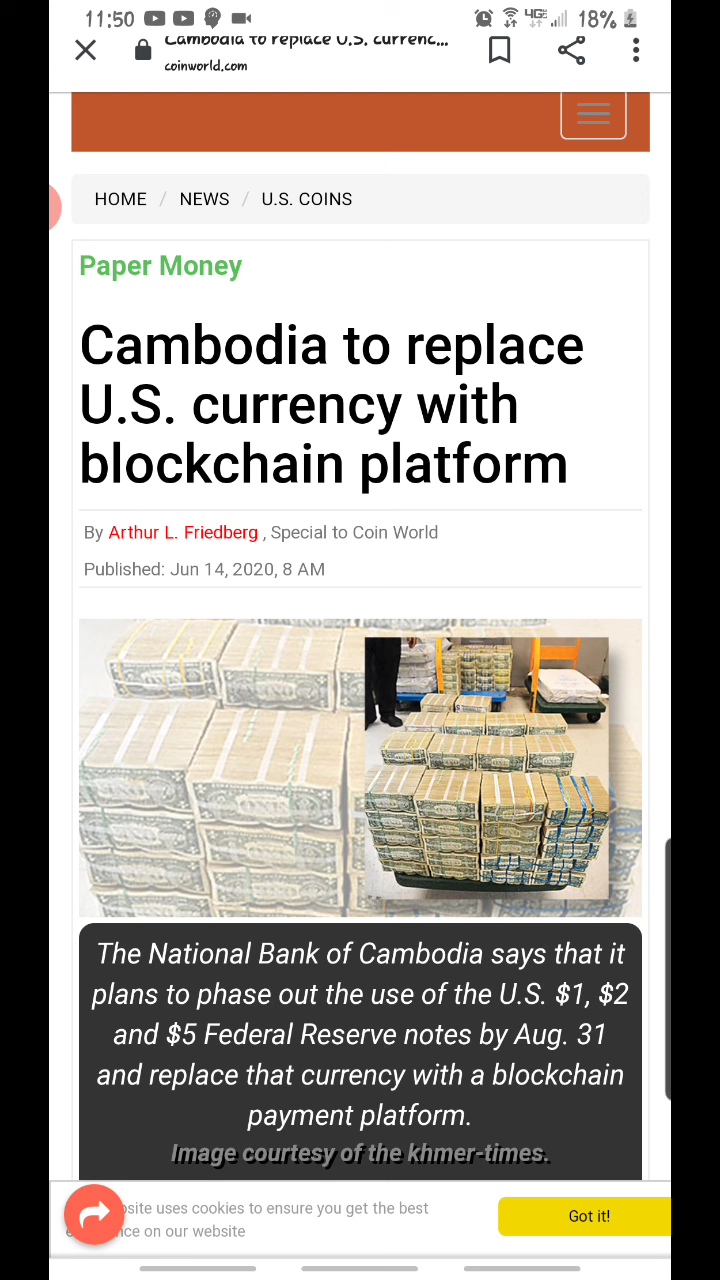 11:50
4GE 18%
Cambodia to replace U.S. currenc...
coinworld.com
HOME / NEWS / U.S. COINS
Paper Money
Cambodia to replace
U.S. currency with
blockchain platform
By Arthur L. Friedberg , Special to Coin World
Published: Jun 14, 2020, 8 AM
The National Bank of Cambodia says that it
plans to phase out the use of the U.S. $1, $2
and $5 Federal Reserve notes by Aug. 31
and replace that currency with a blockchain
payment platform.
Image courtesy of the khmer-times.
uses cookies to ensure you get the best
on our website
Got it!